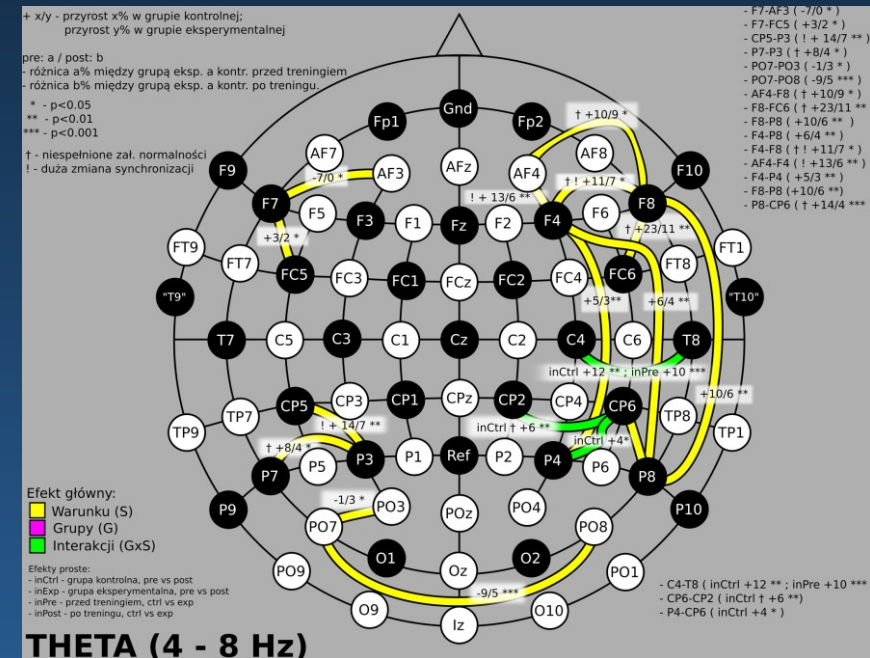 + x/y - przyrost x% w grupie kontrolnej;
przyrost y% w grupie eksperymentalnej
pre: a / post: b
- różnica a% między grupą eksp. a kontr. przed treningiem
- różnica b% między grupą eksp. a kontr. po treningu.
* - p<0.05
** - p<0.01
*** - p<0.001
† - niespełnione zał. normalności
! - duża zmiana synchronizacji
- F7-AF3 ( -7/0 * )
- F7-FC5 ( +3/2 * )
- CP5-P3 ( ! + 14/7 **
- P7-P3 ( † +8/4 * )
- PO7-PO3 ( -1/3 * )
- PO7-PO8 ( -9/5 *** )
- AF4-F8 ( † +10/9 * )
- F8-FC6 ( † +23/11 **
- F8-P8 ( +10/6 ** )
- F4-P8 ( +6/4 ** )
- F4-F8 ( † ! +11/7 * )
- AF4-F4 ( ! +13/6 ** )
- F4-P4 ( +5/3 ** )
- F8-P8 (+10/6 **)
- P8-CP6 ( † +14/4 ***
Fp1 Gnd Fp2
† +10/9 *
AF7 AF3 AFz AF4 AF8
F9 F10
-7/0 *
† ! +11/7 *
! + 13/6 **
F7 F5 F3 F1 Fz F2 F4 F6 F8
+3/2 *
† +23/11 **
FT9 FT7 FC5 FC3 FC1 FCz FC2 FC4 FC6 FT8 FT1
"T9" "T10"
+5/3** +6/4 **
T7 C5 C3 C1 Cz C2 C4 C6 T8
inCtrl +12 ** ; inPre +10 ***
+10/6 **
TP9 TP7 CP5 CP3 CP1 CPz CP2 CP4 CP6 TP8 TP1
! + 14/7 **
inCtrl † +6 **
inCtrl +4*
† +8/4 *
P7 P5 P3 P1 Ref P2 P4 P6 P8
P9 P10
-1/3 *
PO7 PO3 POz PO4 PO8
O1 Oz O2
PO9 PO1
-9/5 ***
O9 Iz O10
Efekt główny:
Warunku (S)
Grupy (G)
Interakcji (GxS)
Efekty proste:
- inCtrl - grupa kontrolna, pre vs post
- inExp - grupa eksperymentalna, pre vs post
- inPre - przed treningiem, ctrl vs exp
- inPost - po treningu, ctrl vs exp
- C4-T8 ( inCtrl +12 ** ; inPre +10 ***
- CP6-CP2 ( inCtrl † +6 **)
- P4-CP6 ( inCtrl +4 * )
THETA (4 - 8 Hz)